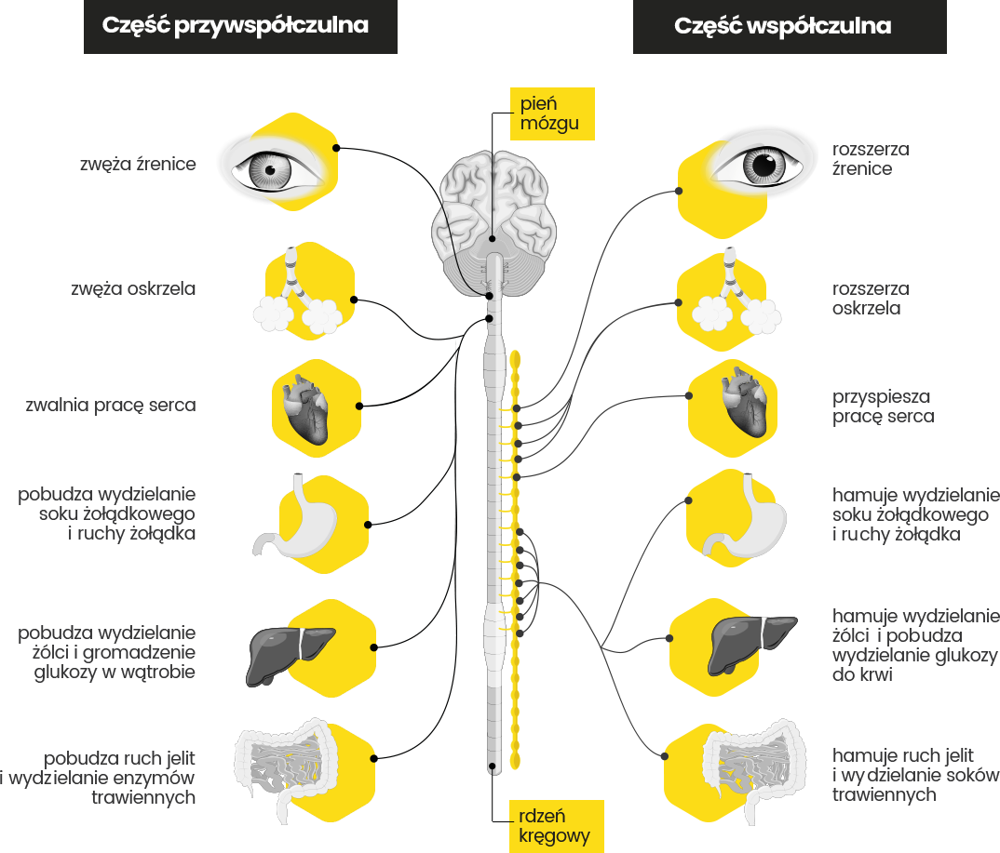 Część przywspółczulna
Część współczulna
pień
mózgu
zwęża źrenice
rozszerza
źrenice
zwęża oskrzela
rozszerza
oskrzela
zwalnia pracę serca
przyspiesza
pracę serca
pobudza wydzielanie
soku żołądkowego
i ruchy żołądka
hamuje wydzielanie
soku żołądkowego
i ruchy żołądka
pobudza wydzielanie
żólci i gromadzenie
glukozy w wątrobie
hamuje wydzielanie
żólci i pobudza
wydzielanie glukozy
do krwi
pobudza ruch jelit
i wydzielanie enzymów
trawiennych
hamuje ruch jelit
i wydzielanie soków
trawiennych
rdzeń
kręgowy